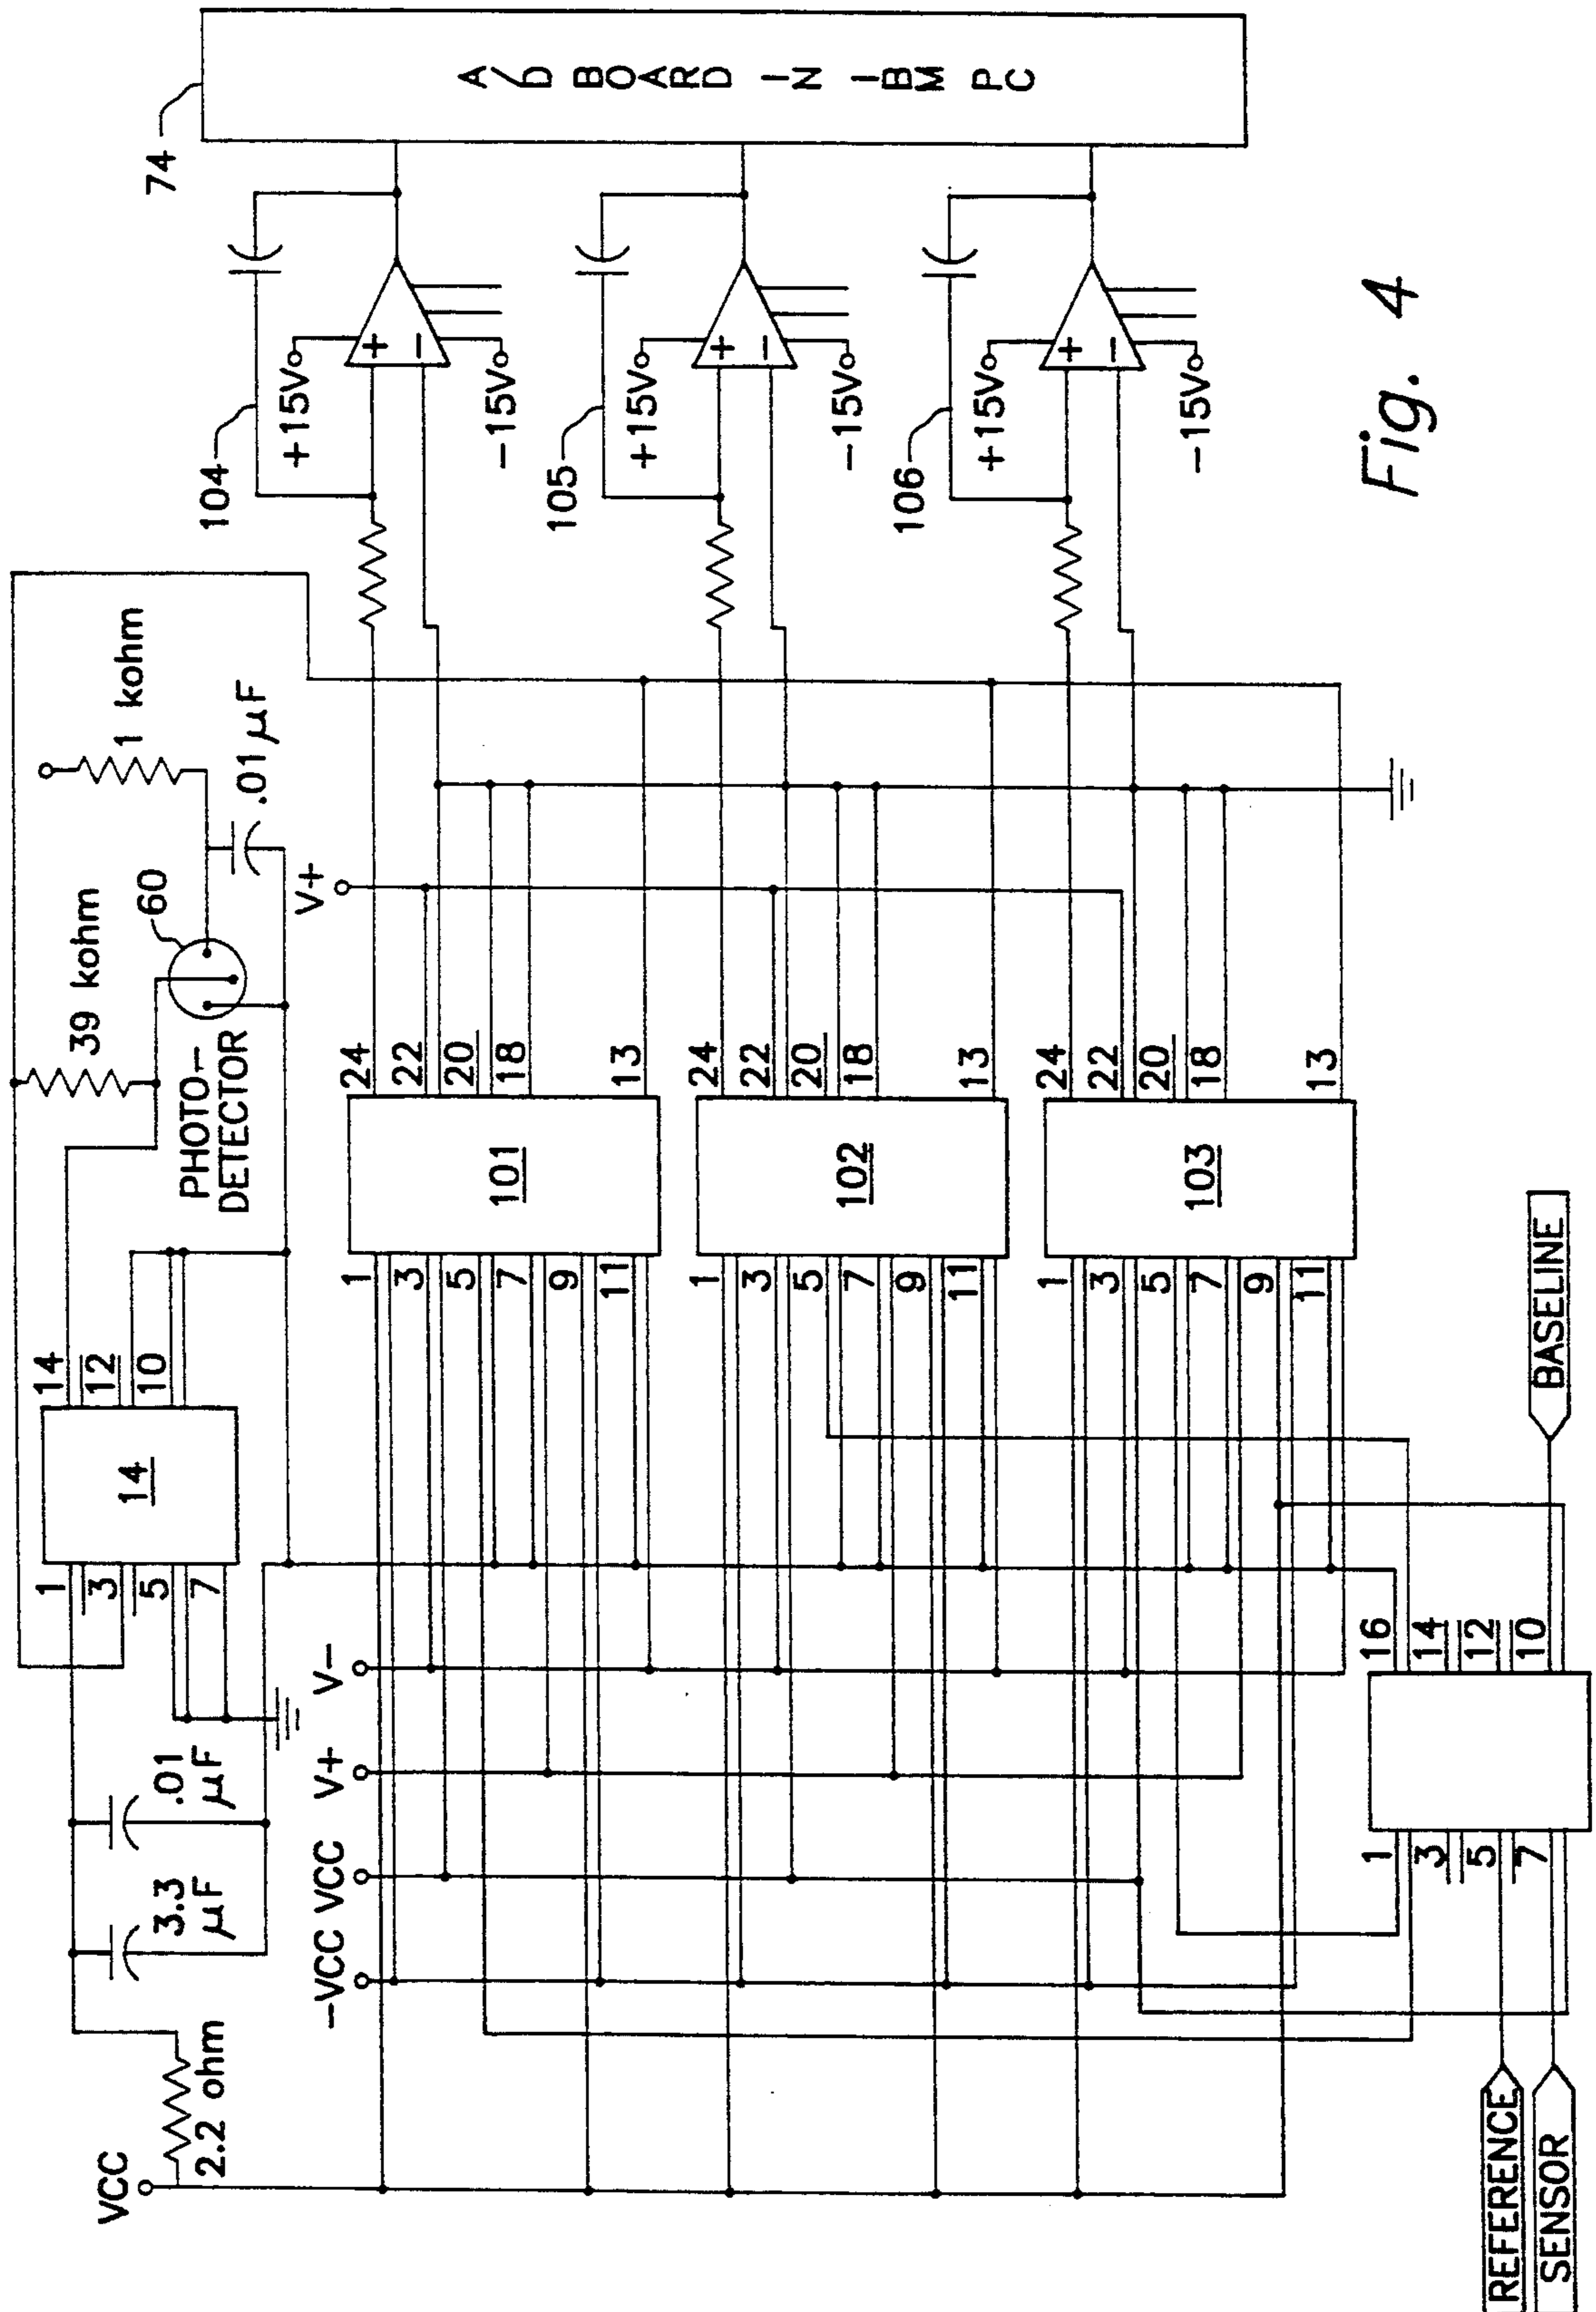 VCC
2.2 ohm
3.3 μF
.01 μF
1
3
5
7
14
14
12
10
39 kohm
60
PHOTO-
DETECTOR
1 kohm
.01 μF
-VCC
VCC
V+
V-
V+
1
3
5
7
9
11
101
24
22
20
18
13
1
3
5
7
9
11
102
24
22
20
18
13
1
3
5
7
9
11
103
24
22
20
18
13
104
+15V
+
-
-15V
105
+15V
+
-
-15V
106
+15V
+
-
-15V
74
A/D BOARD IN IBM PC
REFERENCE
SENSOR
1
3
5
7
16
14
12
10
BASELINE
Fig. 4